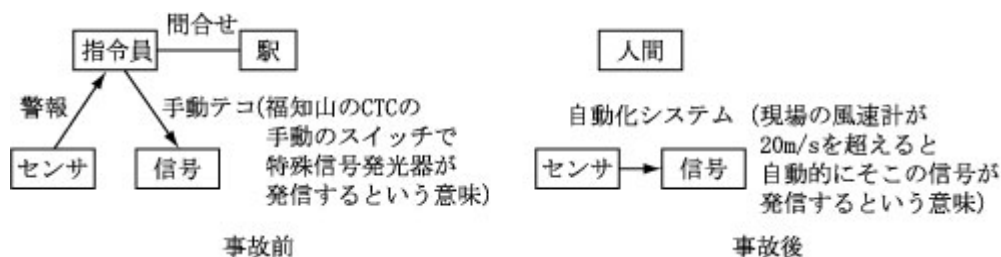 問合せ
指令員
駅
警報
手動テコ(福知山のCTCの
手動のスイッチで
特殊信号発光器が
発信するという意味)
センサ
信号
事故前
人間
自動化システム (現場の風速計が
20m/sを超えると
自動的にそこの信号が
発信するという意味)
センサ
信号
事故後